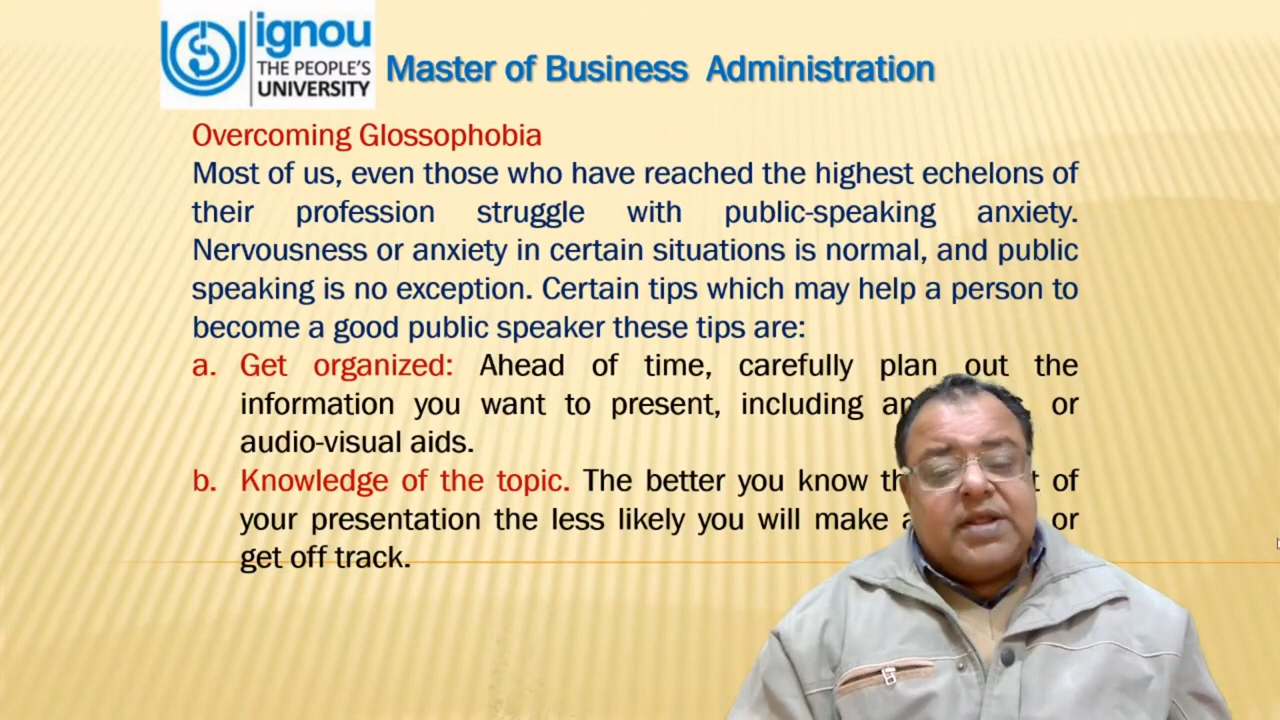 ignou
THE PEOPLE'S
UNIVERSITY
Master of Business Administration
Overcoming Glossophobia
Most of us, even those who have reached the highest echelons of
their profession struggle with public-speaking anxiety.
Nervousness or anxiety in certain situations is normal, and public
speaking is no exception. Certain tips which may help a person to
become a good public speaker these tips are:
a. Get organized: Ahead of time, carefully plan out the
information you want to present, including or
audio-visual aids.
b. Knowledge of the topic. The better you know of
your presentation the less likely you will make or
get off track.